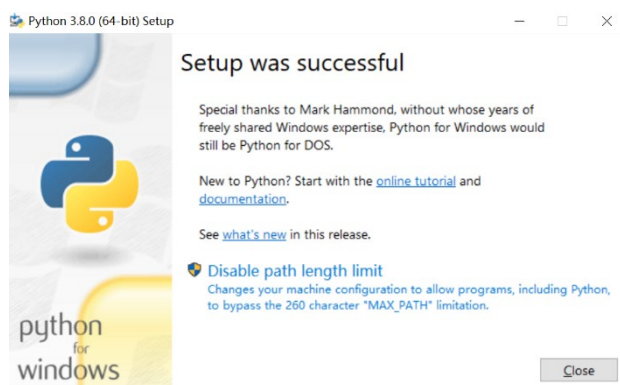 Python 3.8.0 (64-bit) Setup
Setup was successful
Special thanks to Mark Hammond, without whose years of
freely shared Windows expertise, Python for Windows would
still be Python for DOS.
New to Python? Start with the online tutorial and
documentation.
See what's new in this release.
Disable path length limit
Changes your machine configuration to allow programs, including Python,
to bypass the 260 character "MAX_PATH" limitation.
python
for
windows
Close